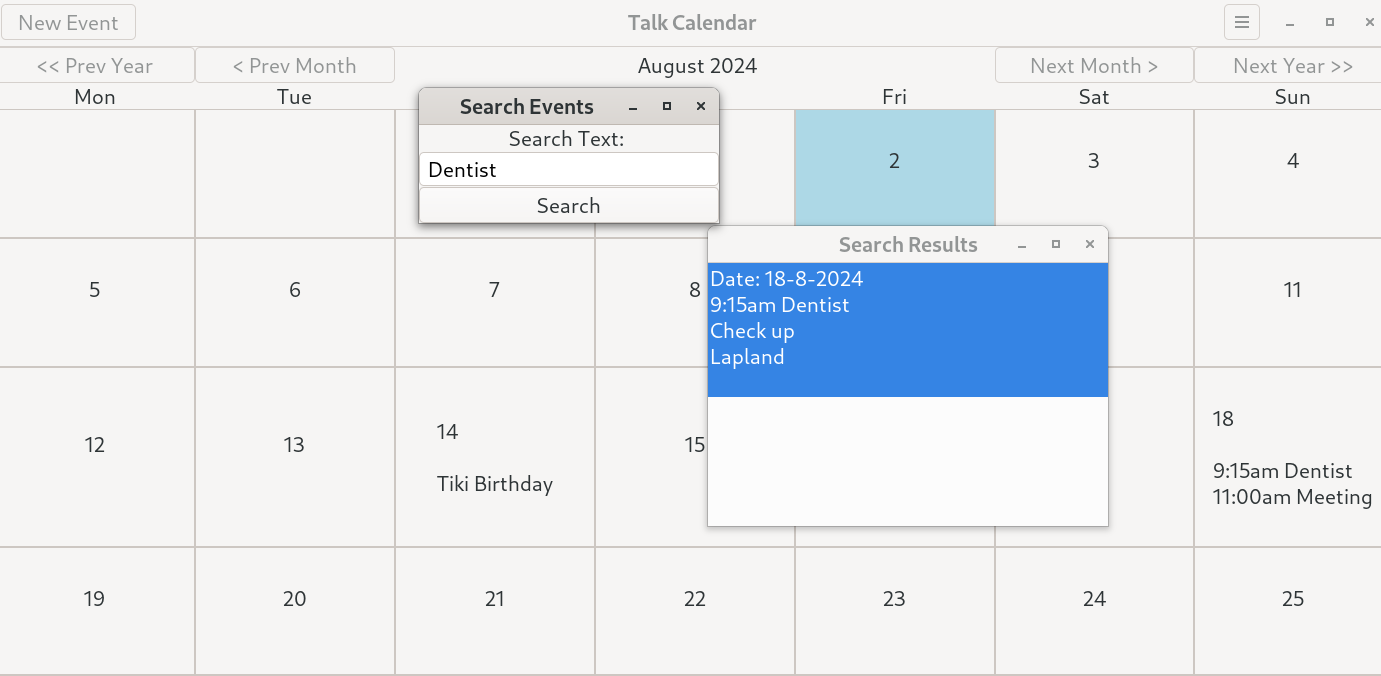 New Event
Talk Calendar
<< Prev Year
< Prev Month
August 2024
Next Month >
Next Year >>
Mon
Tue
Fri
Sat
Sun
Search Events
Search Text:
Dentist
Search
2
3
4
Search Results
Date: 18-8-2024
9:15am Dentist
Check up
Lapland
5
6
7
8
11
12
13
14
Tiki Birthday
15
18
9:15am Dentist
11:00am Meeting
19
20
21
22
23
24
25